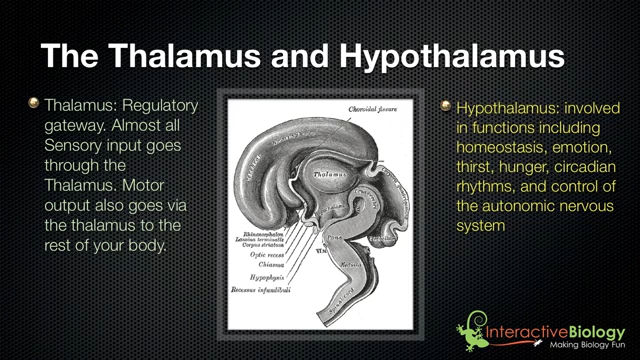 The Thalamus and Hypothalamus
Thalamus: Regulatory
gateway. Almost all
Sensory input goes
through the
Thalamus. Motor
output also goes via
the thalamus to the
rest of your body.
Choroidal fissure
Thalamus
Rhinencephalon
Lamina terminalis
Corpus striatum
Optic recess
Chiasma
Hypophysis
Recessus infundibuli
Pons
Spinal cord
Hypothalamus: involved
in functions including
homeostasis, emotion,
thirst, hunger, circadian
rhythms, and control of
the autonomic nervous
system
InteractiveBiology
Making Biology Fun